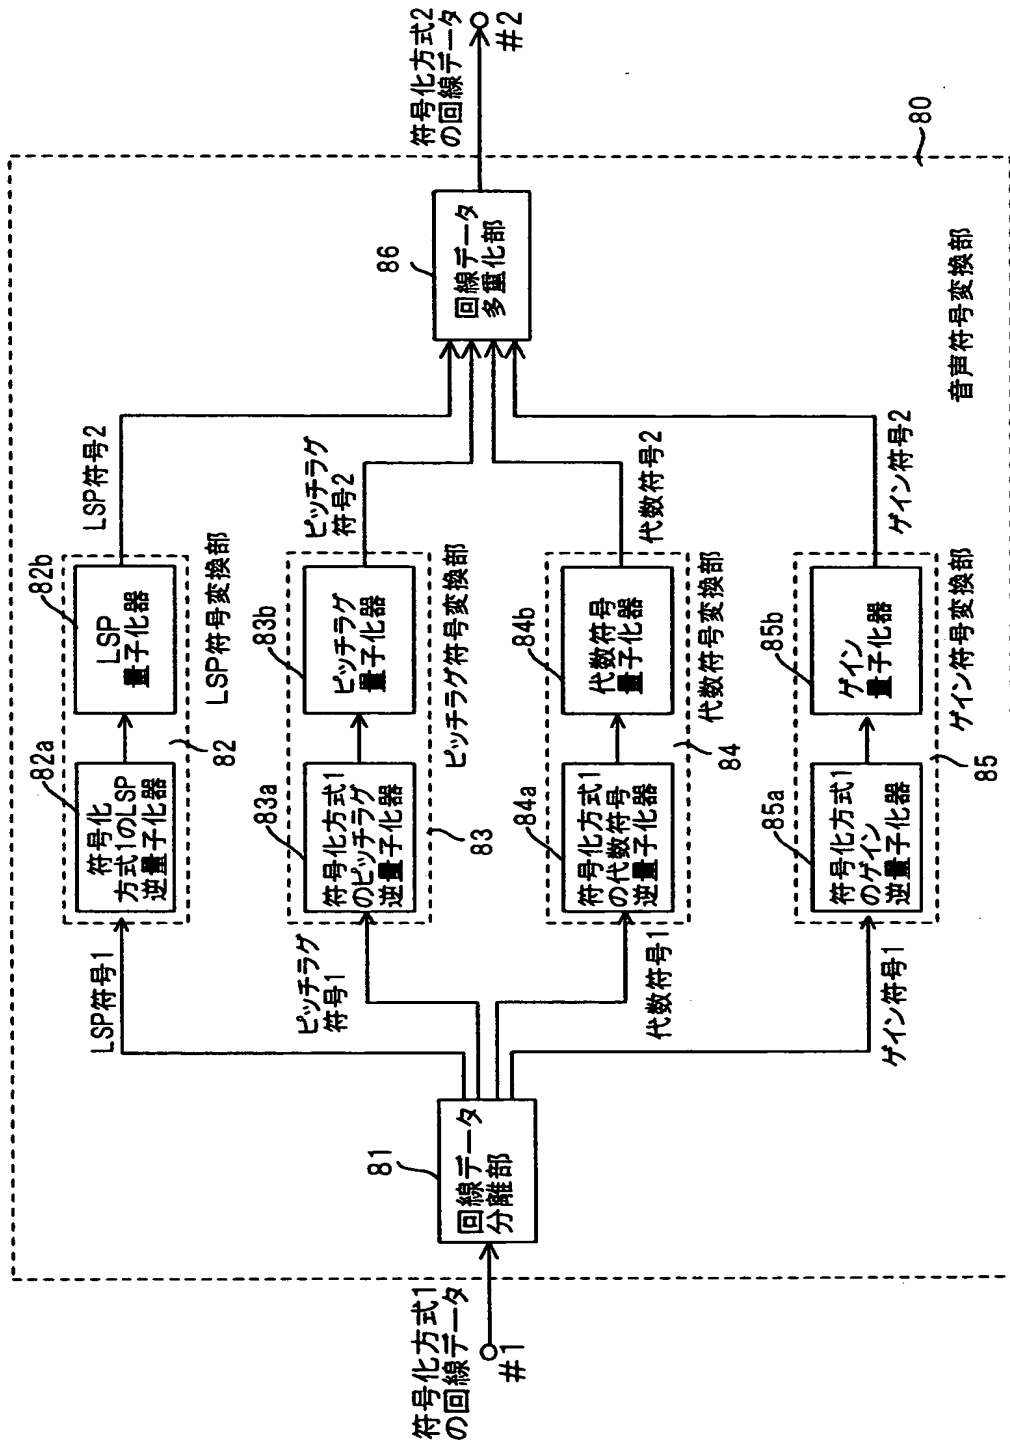 符号化方式1
の回線データ
#1
81
回線データ
分離部
LSP符号1
ピッチラグ
符号1
代数符号1
ゲイン符号1
82a
符号化
方式1のLSP
逆量子化器
82b
LSP
量子化器
82
LSP符号変換部
83a
符号化方式1
のピッチラグ
逆量子化器
83b
ピッチラグ
量子化器
83
ピッチラグ符号変換部
84a
符号化方式1
の代数符号
逆量子化器
84b
代数符号
量子化器
84
代数符号変換部
85a
符号化方式1
のゲイン
逆量子化器
85b
ゲイン
量子化器
85
ゲイン符号変換部
LSP符号2
ピッチラグ
符号2
代数符号2
ゲイン符号2
86
回線データ
多重化部
符号化方式2
の回線データ
#2
80
音声符号変換部